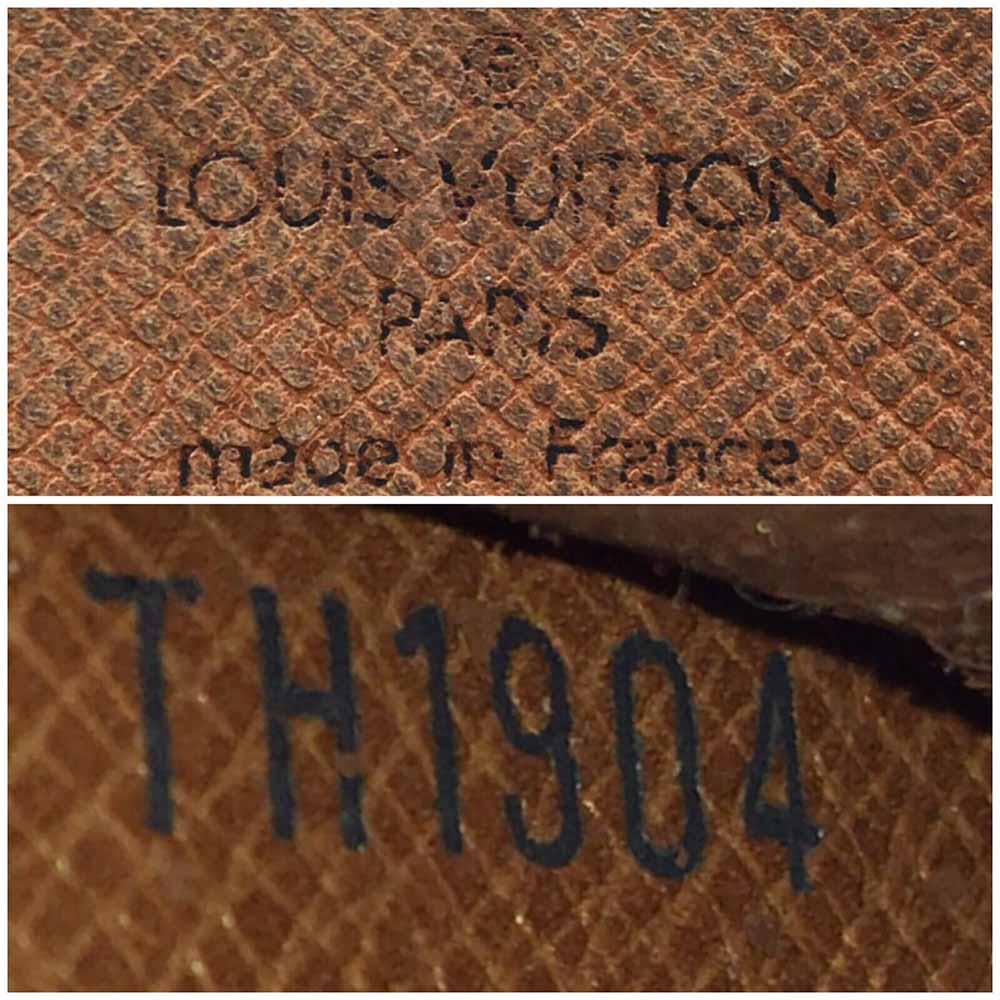 LOUIS VUITTON
PARIS
made in France
TH1904